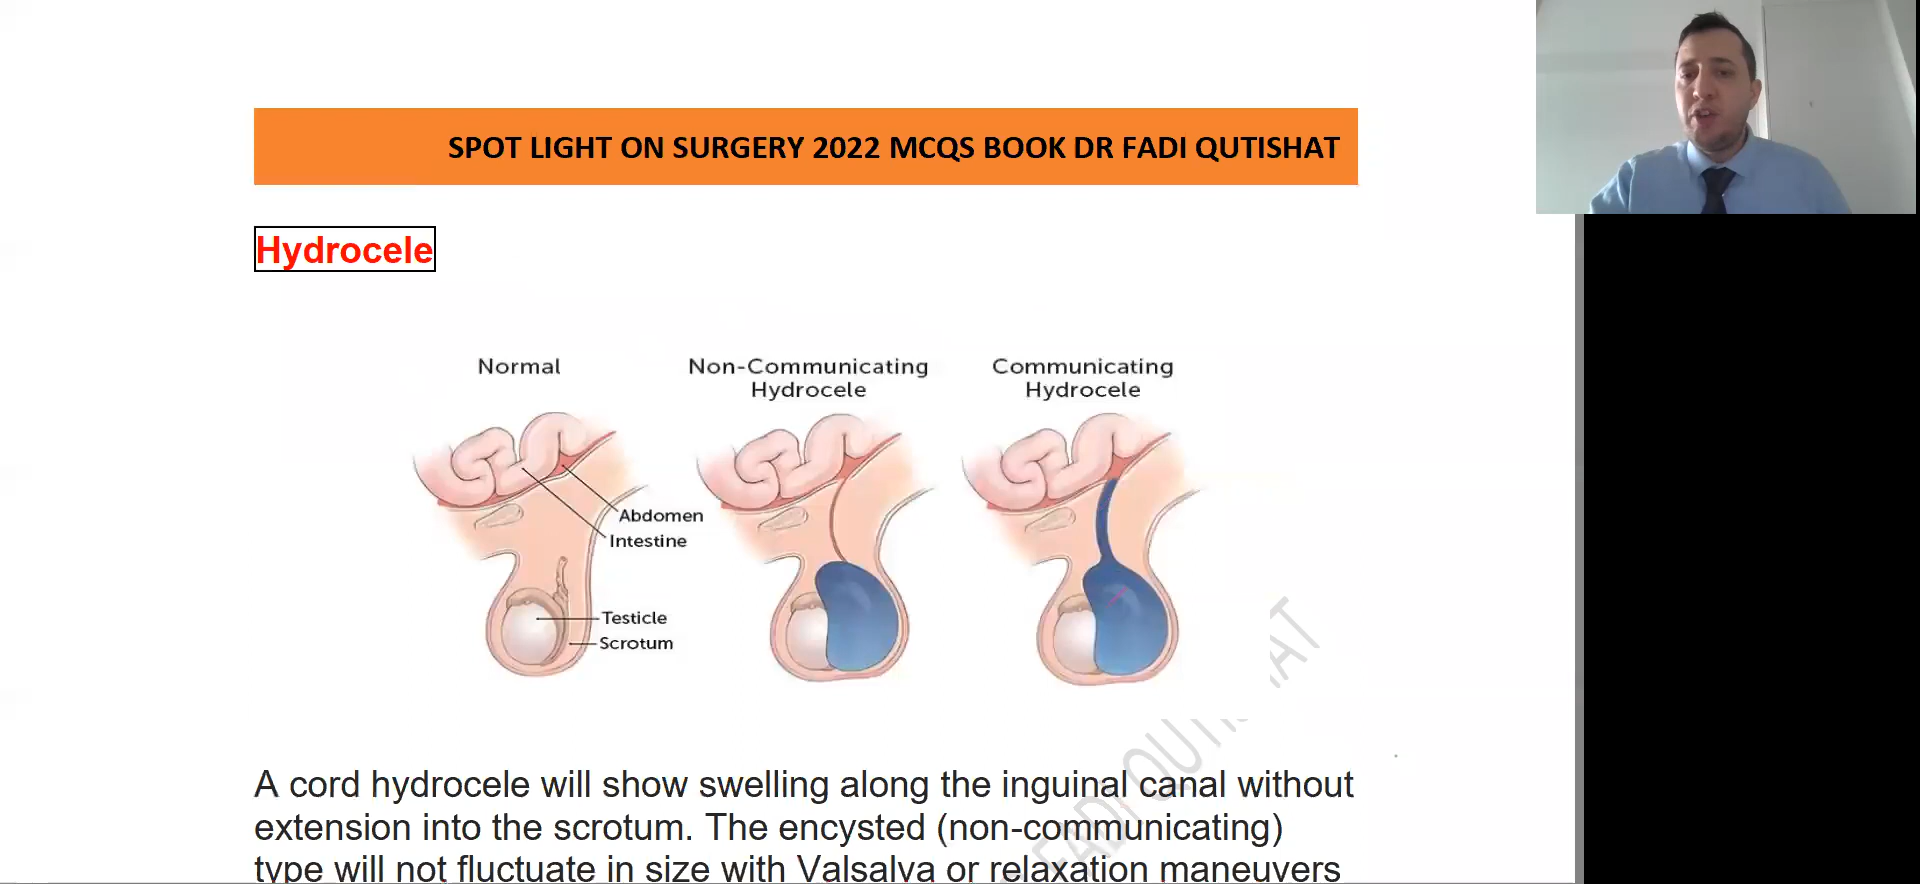 SPOT LIGHT ON SURGERY 2022 MCQS BOOK DR FADI QUTISHAT
Hydrocele
Normal
Non-Communicating
Hydrocele
Communicating
Hydrocele
Abdomen
Intestine
Testicle
Scrotum
A cord hydrocele will show swelling along the inguinal canal without
extension into the scrotum. The encysted (non-communicating)
type will not fluctuate in size with Valsalva or relaxation maneuvers